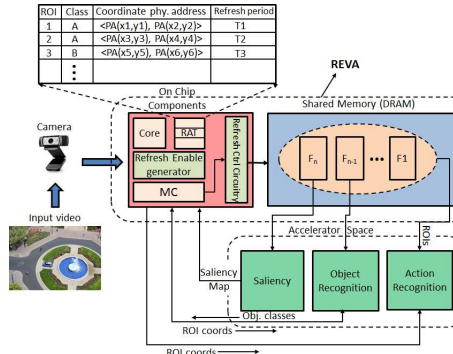 ROI Class Coordinate phy. address Refresh period
1 A <PA(x1,y1), PA(x2,y2)> T1
2 A <PA(x3,y3), PA(x4,y4)> T2
3 B <PA(x5,y5), PA(x6,y6)> T3
On Chip
Components
REVA
Shared Memory (DRAM)
Camera
Core
RAT
Refresh Enable
generator
MC
Refresh Ctrl Circuitry
Fn
Fn-1
F1
Input video
Accelerator Space
ROIs
Saliency
Map
Saliency
Object
Recognition
Action
Recognition
Obj. classes
ROI coords
ROI coords